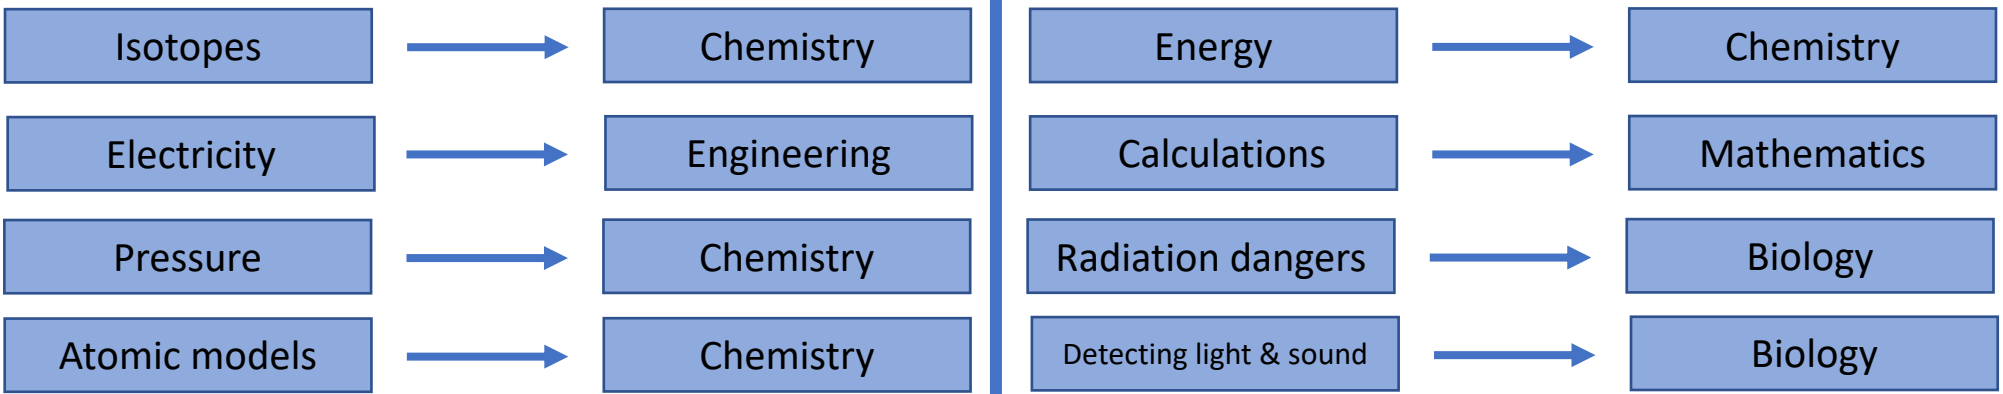 Isotopes
Chemistry
Electricity
Engineering
Pressure
Chemistry
Atomic models
Chemistry
Energy
Chemistry
Calculations
Mathematics
Radiation dangers
Biology
Detecting light & sound
Biology